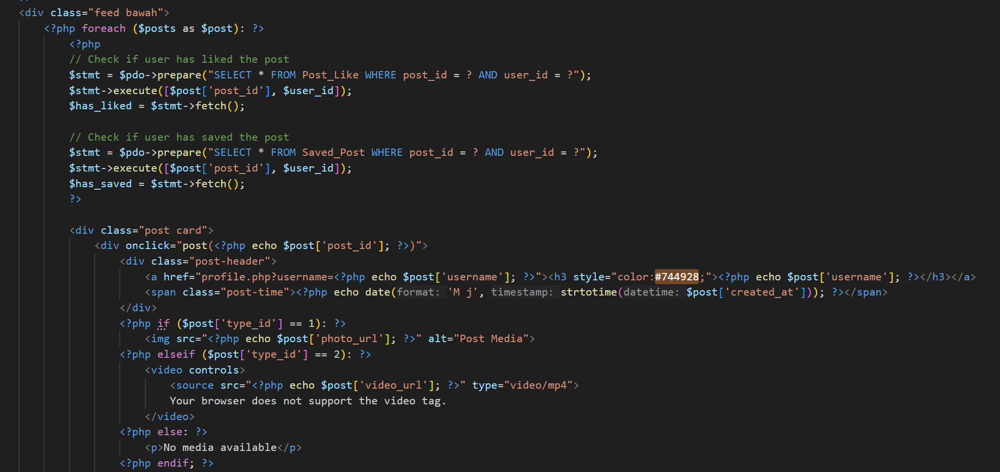 <div class="feed bawah">
<?php foreach ($posts as $post): ?>
<?php
// Check if user has liked the post
$stmt = $pdo->prepare("SELECT * FROM Post_Like WHERE post_id = ? AND user_id = ?");
$stmt->execute([$post['post_id'], $user_id]);
$has_liked = $stmt->fetch();
// Check if user has saved the post
$stmt = $pdo->prepare("SELECT * FROM Saved_Post WHERE post_id = ? AND user_id = ?");
$stmt->execute([$post['post_id'], $user_id]);
$has_saved = $stmt->fetch();
?>
<div class="post card">
<div onclick="post(<?php echo $post['post_id']; ?>)">
<div class="post-header">
<a href="profile.php?username=<?php echo $post['username']; ?>"><h3 style="color:#744928;"><?php echo $post['username']; ?></h3></a>
<span class="post-time"><?php echo date(format: 'M j', timestamp: strtotime(datetime: $post['created_at'])); ?></span>
</div>
<?php if ($post['type_id'] == 1): ?>
<img src="<?php echo $post['photo_url']; ?>" alt="Post Media">
<?php elseif ($post['type_id'] == 2): ?>
<video controls>
<source src="<?php echo $post['video_url']; ?>" type="video/mp4">
Your browser does not support the video tag.
</video>
<?php else: ?>
<p>No media available</p>
<?php endif; ?>